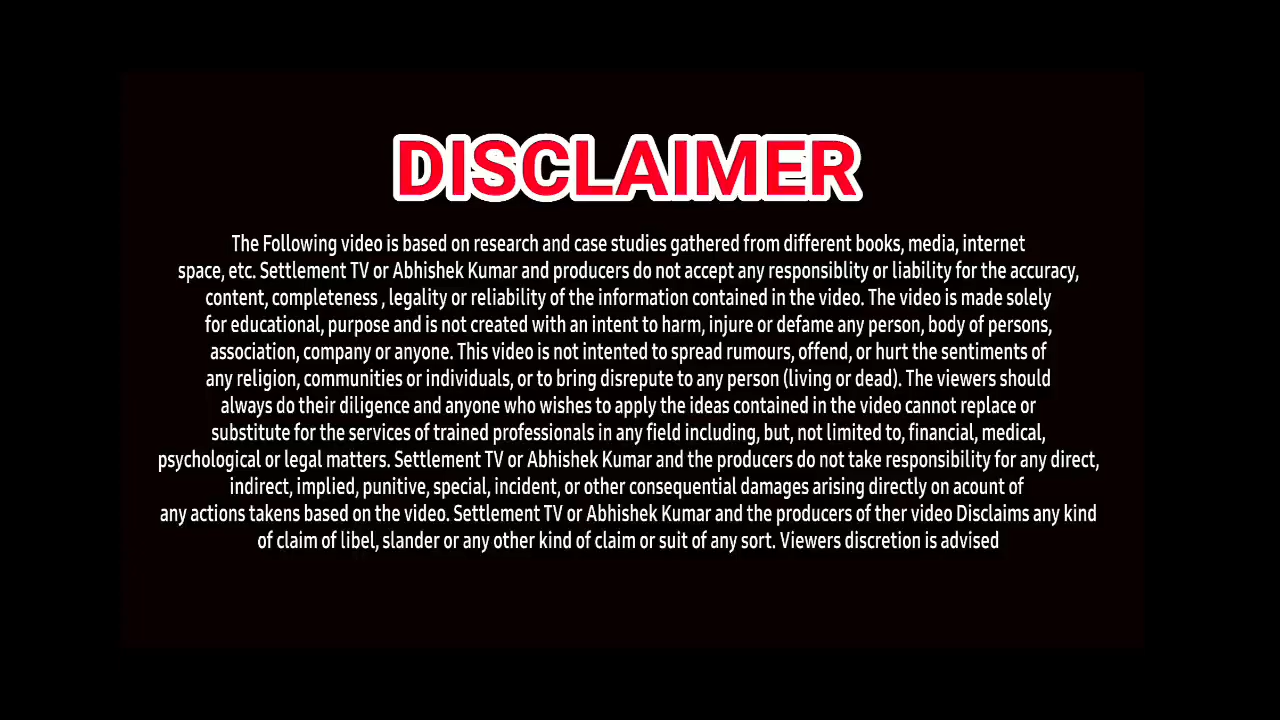 DISCLAIMER
The Following video is based on research and case studies gathered from different books, media, internet
space, etc. Settlement TV or Abhishek Kumar and producers do not accept any responsiblity or liability for the accuracy,
content, completeness , legality or reliability of the information contained in the video. The video is made solely
for educational, purpose and is not created with an intent to harm, injure or defame any person, body of persons,
association, company or anyone. This video is not intented to spread rumours, offend, or hurt the sentiments of
any religion, communities or individuals, or to bring disrepute to any person (living or dead). The viewers should
always do their diligence and anyone who wishes to apply the ideas contained in the video cannot replace or
substitute for the services of trained professionals in any field including, but, not limited to, financial, medical,
psychological or legal matters. Settlement TV or Abhishek Kumar and the producers do not take responsibility for any direct,
indirect, implied, punitive, special, incident, or other consequential damages arising directly on acount of
any actions takens based on the video. Settlement TV or Abhishek Kumar and the producers of ther video Disclaims any kind
of claim of libel, slander or any other kind of claim or suit of any sort. Viewers discretion is advised